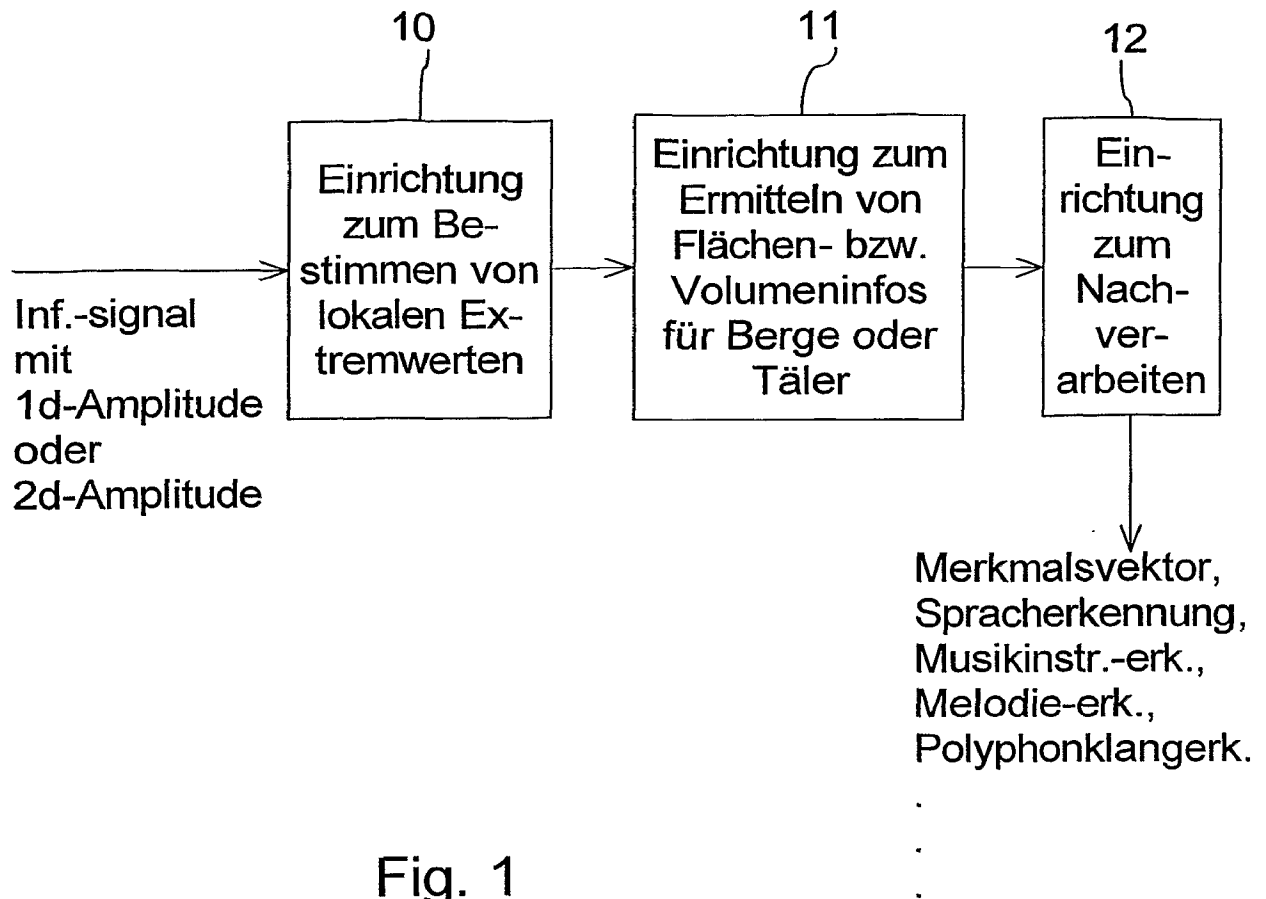 10
11
12
Einrichtung
zum Be-
stimmen von
lokalen Ex-
tremwerten
Einrichtung zum
Ermitteln von
Flächen- bzw.
Volumeninfos
für Berge oder
Täler
Ein-
richtung
zum
Nach-
ver-
arbeiten
Inf.-signal
mit
1d-Amplitude
oder
2d-Amplitude
Merkmalsvektor,
Spracherkennung,
Musikinstr.-erk.,
Melodie-erk.,
Polyphonklangerk.
.
.
.
Fig. 1